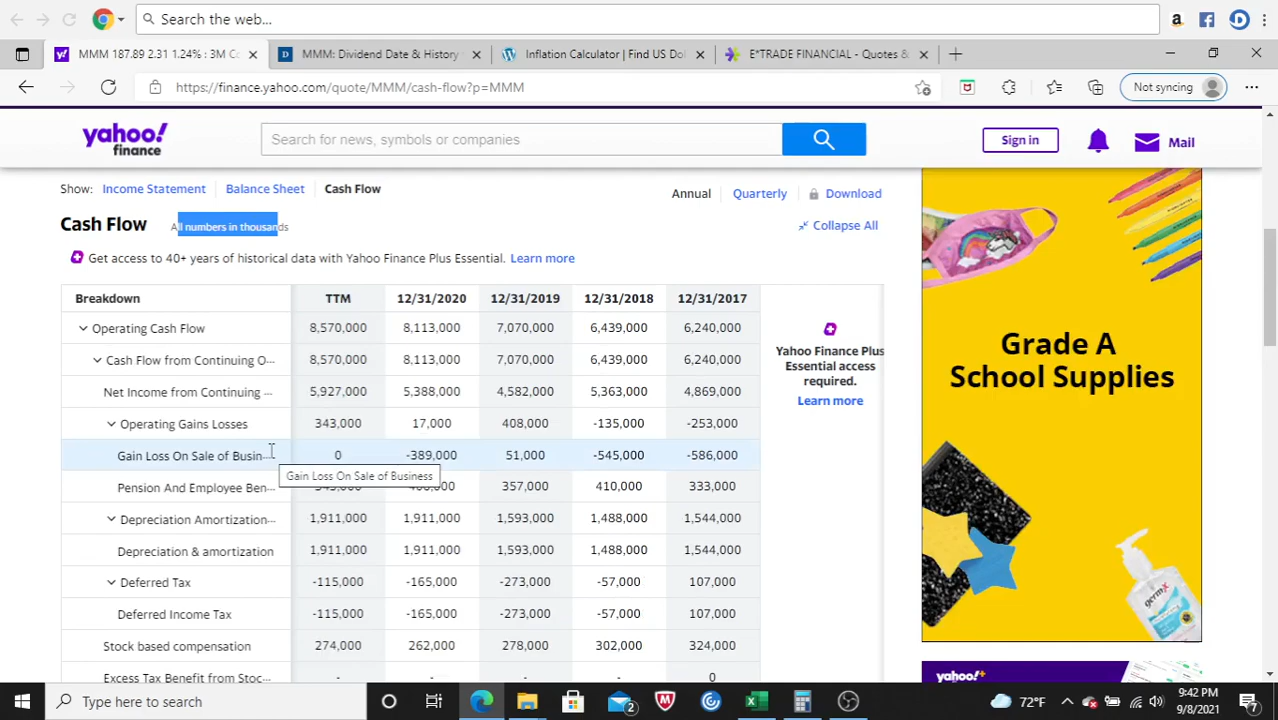 Search the web...
MMM 187.89 2.31 1.24% : 3M Co
MMM: Dividend Date & History
Inflation Calculator | Find US Dol
E*TRADE FINANCIAL - Quotes &
https://finance.yahoo.com/quote/MMM/cash-flow?p=MMM
Not syncing
yahoo!
finance
Search for news, symbols or companies
Sign in
Mail
Show: Income Statement Balance Sheet Cash Flow
Annual Quarterly Download
Cash Flow All numbers in thousands
Collapse All
Get access to 40+ years of historical data with Yahoo Finance Plus Essential. Learn more
Breakdown TTM 12/31/2020 12/31/2019 12/31/2018 12/31/2017
Operating Cash Flow 8,570,000 8,113,000 7,070,000 6,439,000 6,240,000
Cash Flow from Continuing O... 8,570,000 8,113,000 7,070,000 6,439,000 6,240,000
Net Income from Continuing ... 5,927,000 5,388,000 4,582,000 5,363,000 4,869,000
Operating Gains Losses 343,000 17,000 408,000 -135,000 -253,000
Gain Loss On Sale of Busin... 0 -389,000 51,000 -545,000 -586,000
Gain Loss On Sale of Business
Pension And Employee Ben... 357,000 410,000 333,000
Depreciation Amortization... 1,911,000 1,911,000 1,593,000 1,488,000 1,544,000
Depreciation & amortization 1,911,000 1,911,000 1,593,000 1,488,000 1,544,000
Deferred Tax -115,000 -165,000 -273,000 -57,000 107,000
Deferred Income Tax -115,000 -165,000 -273,000 -57,000 107,000
Stock based compensation 274,000 262,000 278,000 302,000 324,000
Excess Tax Benefit from Stoc... - - - - 0
Yahoo Finance Plus
Essential access
required.
Learn more
Grade A
School Supplies
germ-x
yahoo!+
Type here to search
2
72°F
9:42 PM
9/8/2021
7